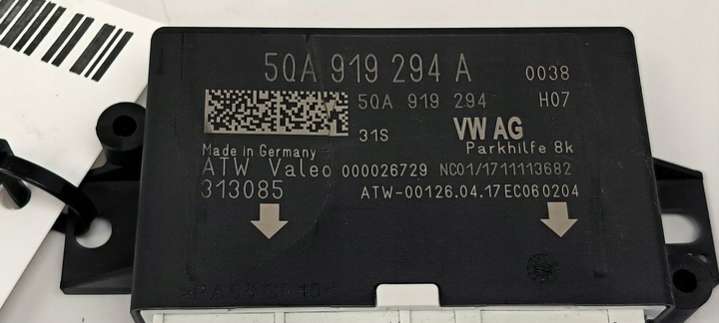 5QA 919 294 A 0038
5QA 919 294 H07
31S VW AG
Parkhilfe 8k
Made in Germany
ATW Valeo 000026729 NC01/1711113682
313085 ATW-00126.04.17EC060204